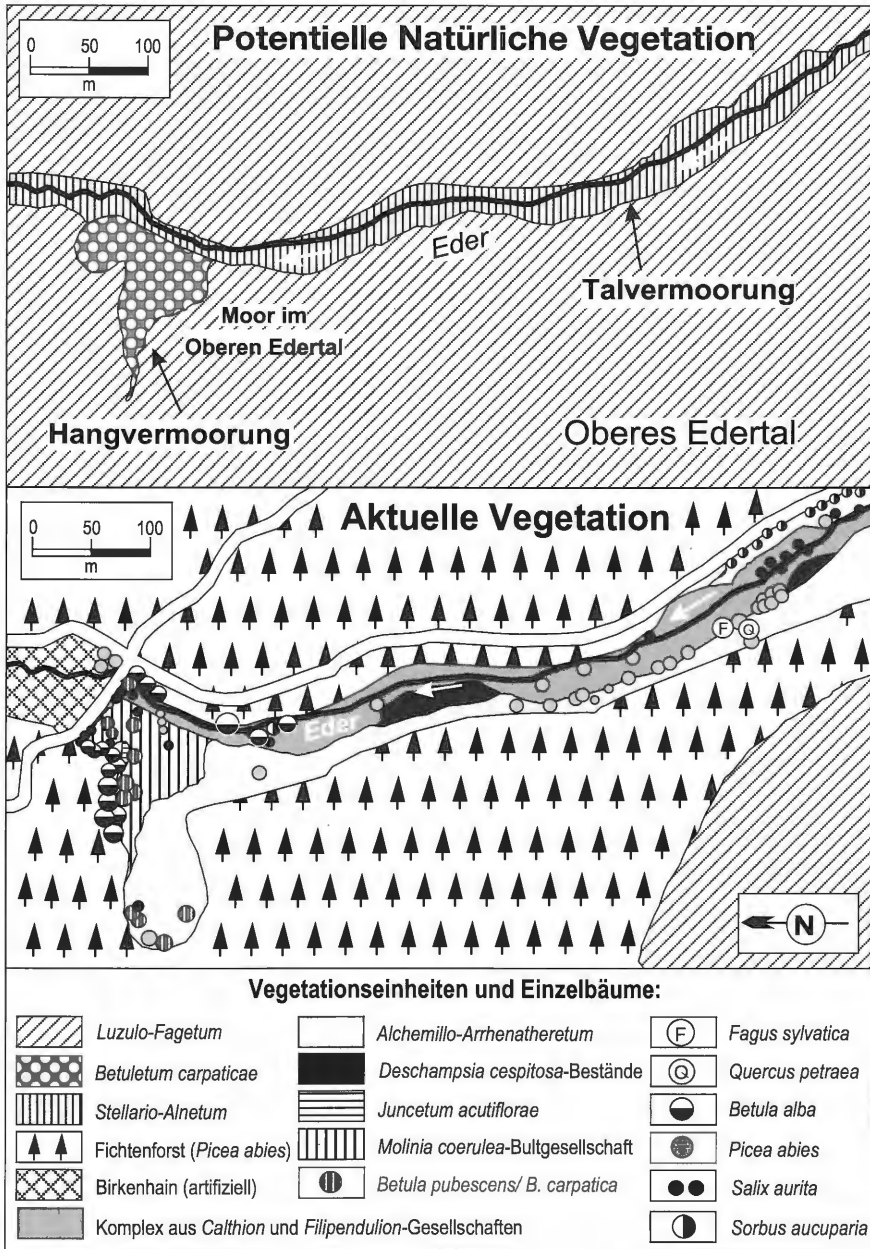 Potentielle Natürliche Vegetation
0 50 100
m
Eder
Talvermoorung
Moor im
Oberen Edertal
Hangvermoorung
Oberes Edertal
Aktuelle Vegetation
0 50 100
m
F Q
Eder
N
Vegetationseinheiten und Einzelbäume:
Luzulo-Fagetum
Betuletum carpaticae
Stellario-Alnetum
Fichtenforst (Picea abies)
Birkenhain (artifiziell)
Komplex aus Calthion und Filipendulion-Gesellschaften
Alchemillo-Arrhenatheretum
Deschampsia cespitosa-Bestände
Juncetum acutiflorae
Molinia coerulea-Bultgesellschaft
Betula pubescens/ B. carpatica
F Fagus sylvatica
Q Quercus petraea
Betula alba
Picea abies
Salix aurita
Sorbus aucuparia